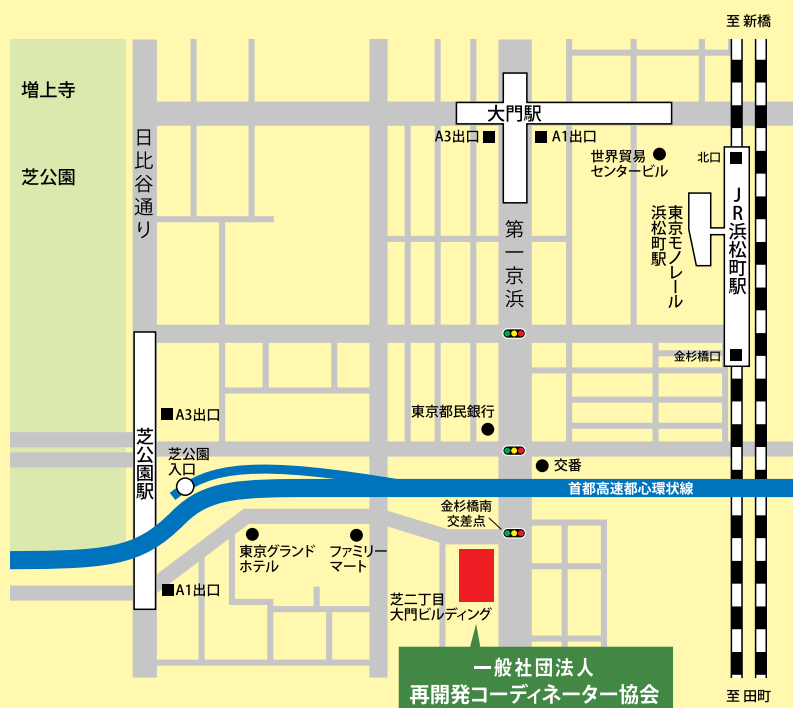 至 新橋
増上寺
大門駅
A3出口
A1出口
日比谷通り
世界貿易
センタービル
北口
芝公園
JR浜松町駅
東京モノレール
浜松町駅
第一京浜
金杉橋口
A3出口
東京都民銀行
芝公園駅
芝公園
入口
交番
首都高速都心環状線
金杉橋南
交差点
東京グランド
ホテル
ファミリー
マート
A1出口
芝二丁目
大門ビルディング
一般社団法人
再開発コーディネーター協会
至 田町